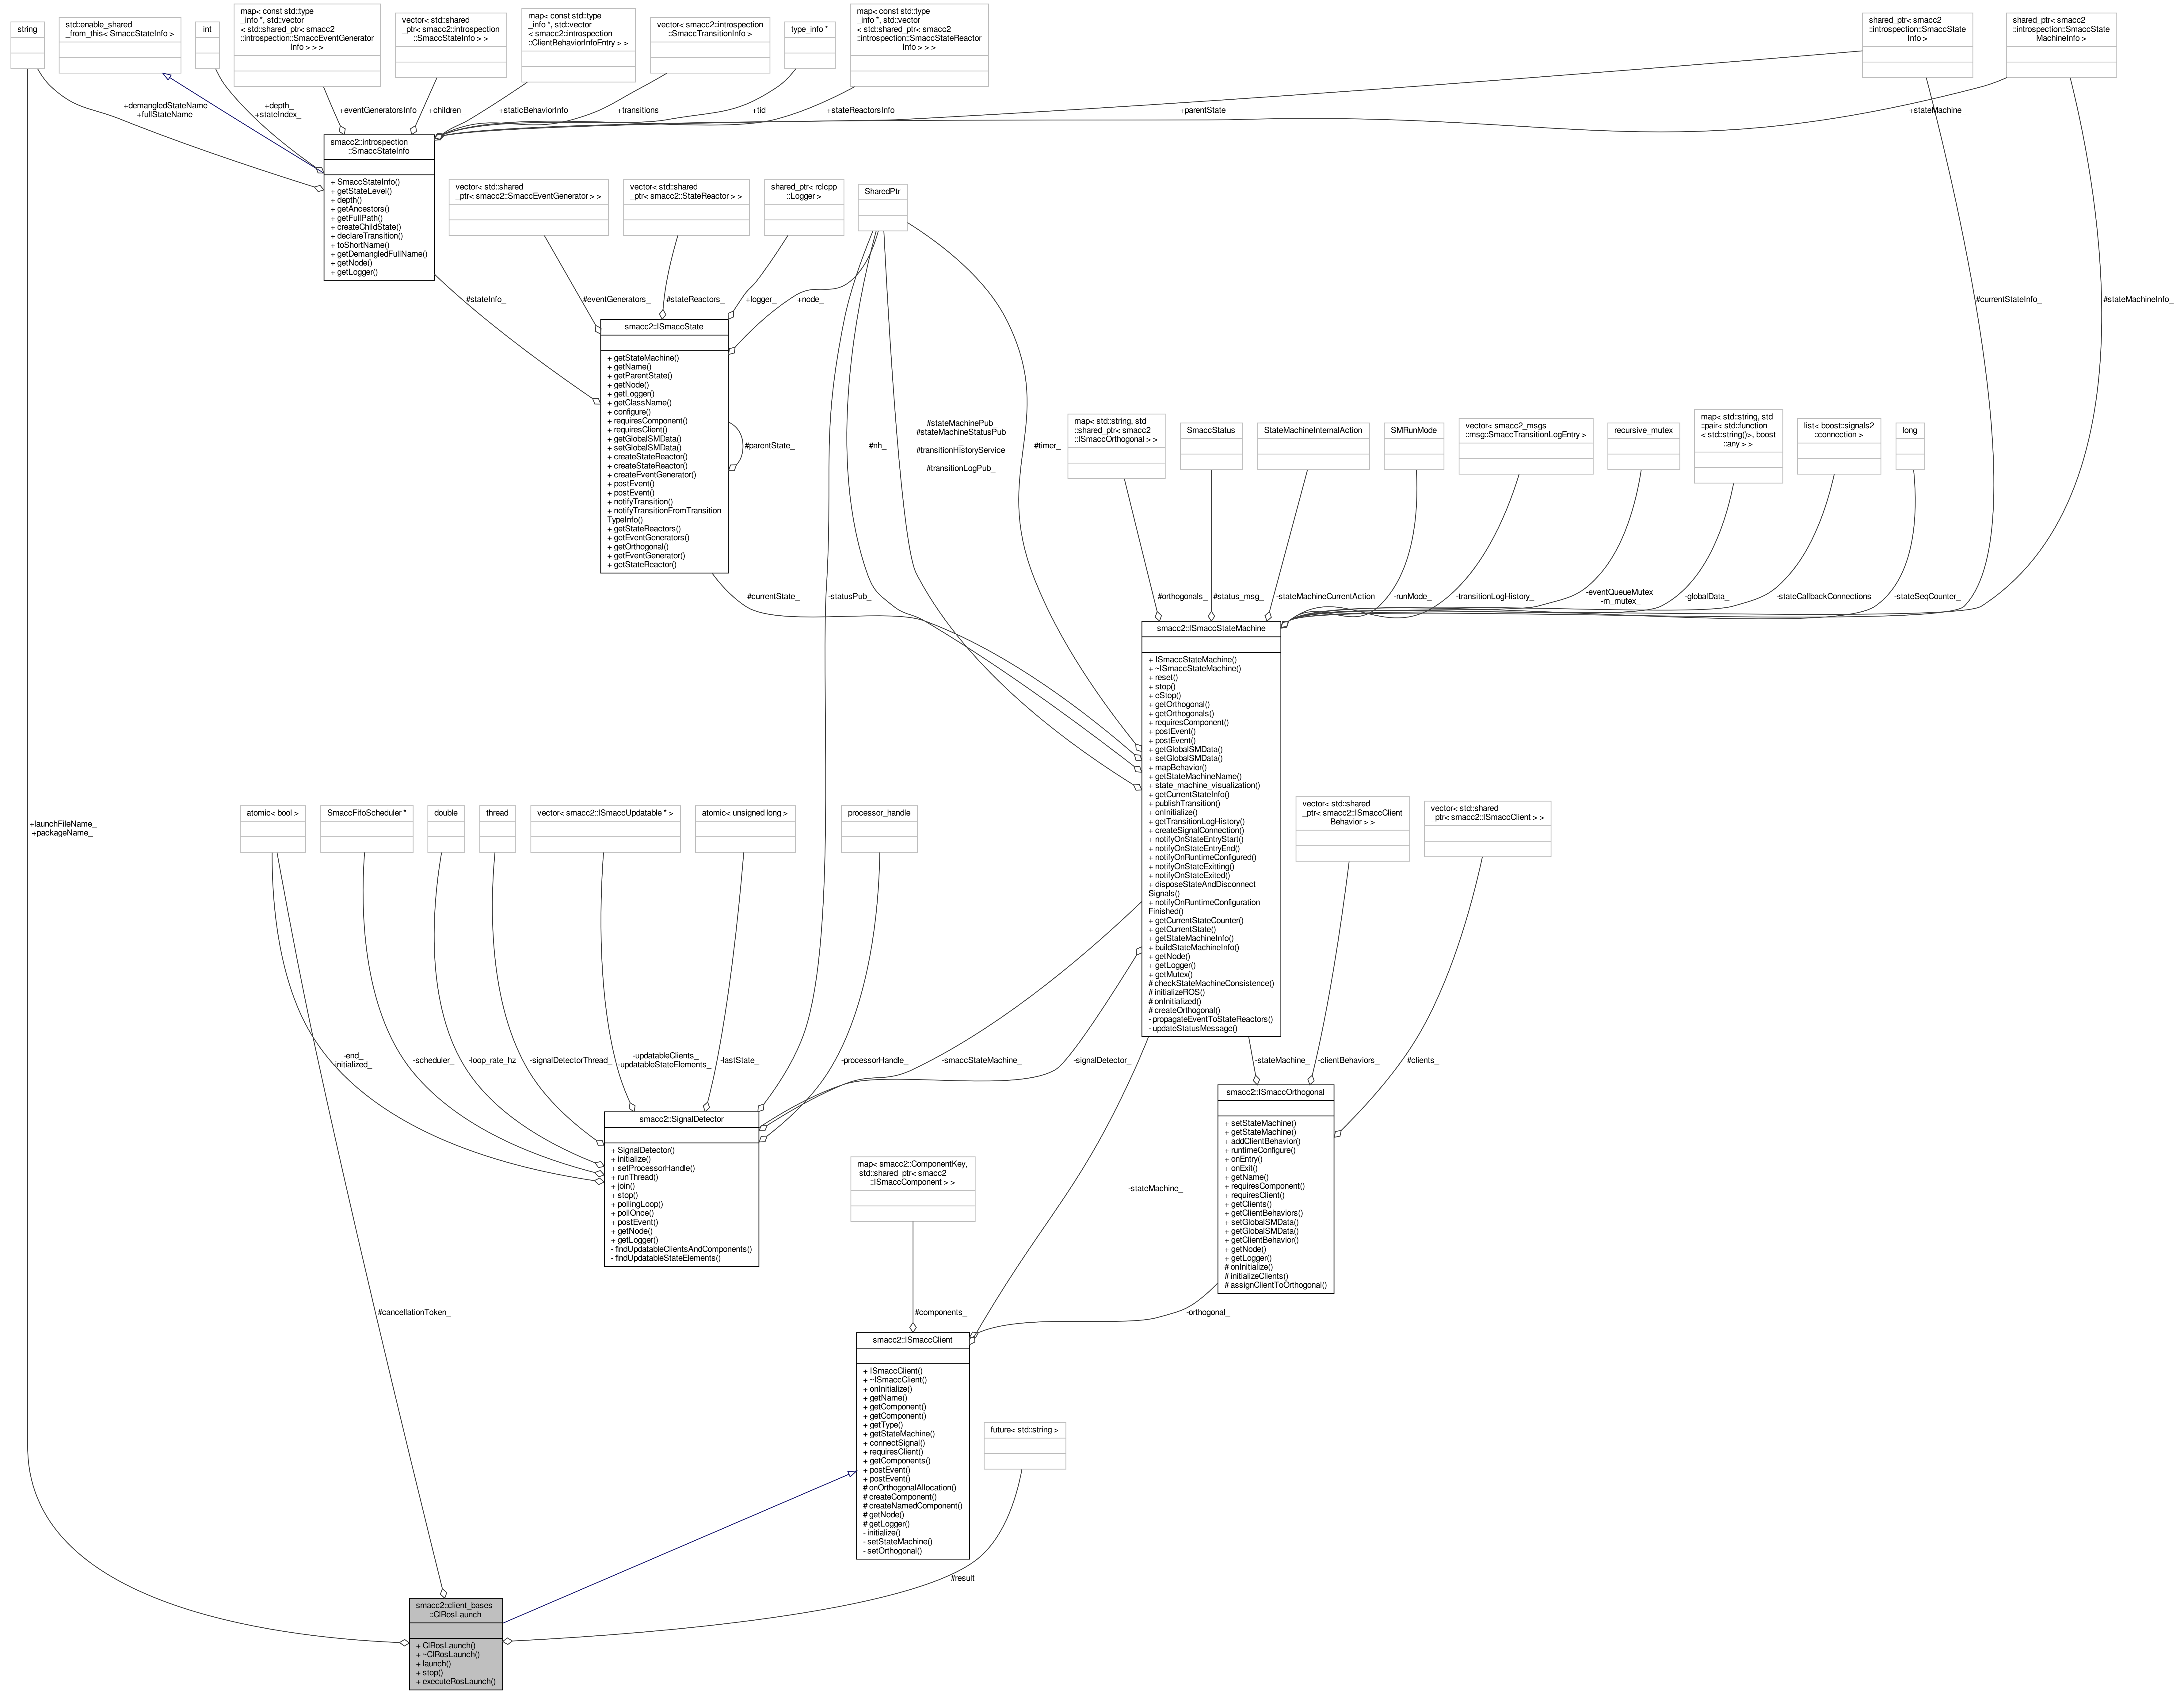 string
std::enable_shared
_from_this< SmaccStateInfo >
int
map< const std::type
_info *, std::vector
< std::shared_ptr< smacc2
::introspection::SmaccEventGenerator
Info > > >
vector< std::shared
_ptr< smacc2::introspection
::SmaccStateInfo > >
map< const std::type
_info *, std::vector
< smacc2::introspection
::ClientBehaviorInfoEntry > >
vector< smacc2::introspection
::SmaccTransitionInfo >
type_info *
map< const std::type
_info *, std::vector
< std::shared_ptr< smacc2
::introspection::SmaccStateReactor
Info > > >
shared_ptr< smacc2
::introspection::SmaccState
Info >
shared_ptr< smacc2
::introspection::SmaccState
MachineInfo >
+demangledStateName
+fullStateName
+depth_
+stateIndex_
+eventGeneratorsInfo
+children_
+staticBehaviorInfo
+transitions_
+tid_
+stateReactorsInfo
+parentState_
+stateMachine_
smacc2::introspection
::SmaccStateInfo
+ SmaccStateInfo()
+ getStateLevel()
+ depth()
+ getAncestors()
+ getFullPath()
+ createChildState()
+ declareTransition()
+ toShortName()
+ getDemangledFullName()
+ getNode()
+ getLogger()
vector< std::shared
_ptr< smacc2::SmaccEventGenerator > >
vector< std::shared
_ptr< smacc2::StateReactor > >
shared_ptr< rclcpp
::Logger >
SharedPtr
#stateInfo_
#eventGenerators_
#stateReactors_
+logger_
+node_
#currentStateInfo_
#stateMachineInfo_
smacc2::ISmaccState
+ getStateMachine()
+ getName()
+ getParentState()
+ getNode()
+ getLogger()
+ getClassName()
+ configure()
+ requiresComponent()
+ requiresClient()
+ getGlobalSMData()
+ setGlobalSMData()
+ createStateReactor()
+ createStateReactor()
+ createEventGenerator()
+ postEvent()
+ postEvent()
+ notifyTransition()
+ notifyTransitionFromTransition
TypeInfo()
+ getStateReactors()
+ getEventGenerators()
+ getOrthogonal()
+ getEventGenerator()
+ getStateReactor()
#parentState_
#nh_
#stateMachinePub_
#stateMachineStatusPub
_
#transitionHistoryService
_
#transitionLogPub_
#timer_
map< std::string, std
::shared_ptr< smacc2
::ISmaccOrthogonal > >
SmaccStatus
StateMachineInternalAction
SMRunMode
vector< smacc2_msgs
::msg::SmaccTransitionLogEntry >
recursive_mutex
map< std::string, std
::pair< std::function
< std::string()>, boost
::any > >
list< boost::signals2
::connection >
long
#currentState_
-statusPub_
#orthogonals_
#status_msg_
-stateMachineCurrentAction
-runMode_
-transitionLogHistory_
-eventQueueMutex_
-m_mutex_
-globalData_
-stateCallbackConnections
-stateSeqCounter_
smacc2::ISmaccStateMachine
+ ISmaccStateMachine()
+ ~ISmaccStateMachine()
+ reset()
+ stop()
+ eStop()
+ getOrthogonal()
+ getOrthogonals()
+ requiresComponent()
+ postEvent()
+ postEvent()
+ getGlobalSMData()
+ setGlobalSMData()
+ mapBehavior()
+ getStateMachineName()
+ state_machine_visualization()
+ getCurrentStateInfo()
+ publishTransition()
+ onInitialize()
+ getTransitionLogHistory()
+ createSignalConnection()
+ notifyOnStateEntryStart()
+ notifyOnStateEntryEnd()
+ notifyOnRuntimeConfigured()
+ notifyOnStateExitting()
+ notifyOnStateExited()
+ disposeStateAndDisconnect
Signals()
+ notifyOnRuntimeConfiguration
Finished()
+ getCurrentStateCounter()
+ getCurrentState()
+ getStateMachineInfo()
+ buildStateMachineInfo()
+ getNode()
+ getLogger()
+ getMutex()
# checkStateMachineConsistence()
# initializeROS()
# onInitialized()
# createOrthogonal()
- propagateEventToStateReactors()
- updateStatusMessage()
+launchFileName_
+packageName_
atomic< bool >
SmaccFifoScheduler *
double
thread
vector< smacc2::ISmaccUpdatable * >
atomic< unsigned long >
processor_handle
vector< std::shared
_ptr< smacc2::ISmaccClient
Behavior > >
vector< std::shared
_ptr< smacc2::ISmaccClient > >
-end_
-initialized_
-scheduler_
-loop_rate_hz
-signalDetectorThread_
-updatableClients_
-updatableStateElements_
-lastState_
-processorHandle_
-smaccStateMachine_
-signalDetector_
-stateMachine_
-clientBehaviors_
#clients_
smacc2::SignalDetector
+ SignalDetector()
+ initialize()
+ setProcessorHandle()
+ runThread()
+ join()
+ stop()
+ pollingLoop()
+ pollOnce()
+ postEvent()
+ getNode()
+ getLogger()
- findUpdatableClientsAndComponents()
- findUpdatableStateElements()
smacc2::ISmaccOrthogonal
+ setStateMachine()
+ getStateMachine()
+ addClientBehavior()
+ runtimeConfigure()
+ onEntry()
+ onExit()
+ getName()
+ requiresComponent()
+ requiresClient()
+ getClients()
+ getClientBehaviors()
+ setGlobalSMData()
+ getGlobalSMData()
+ getClientBehavior()
+ getNode()
+ getLogger()
# onInitialize()
# initializeClients()
# assignClientToOrthogonal()
map< smacc2::ComponentKey,
std::shared_ptr< smacc2
::ISmaccComponent > >
-stateMachine_
#cancellationToken_
#components_
-orthogonal_
smacc2::ISmaccClient
+ ISmaccClient()
+ ~ISmaccClient()
+ onInitialize()
+ getName()
+ getComponent()
+ getComponent()
+ getType()
+ getStateMachine()
+ connectSignal()
+ requiresClient()
+ getComponents()
+ postEvent()
+ postEvent()
# onOrthogonalAllocation()
# createComponent()
# createNamedComponent()
# getNode()
# getLogger()
- initialize()
- setStateMachine()
- setOrthogonal()
future< std::string >
#result_
smacc2::client_bases
::ClRosLaunch
+ ClRosLaunch()
+ ~ClRosLaunch()
+ launch()
+ stop()
+ executeRosLaunch()